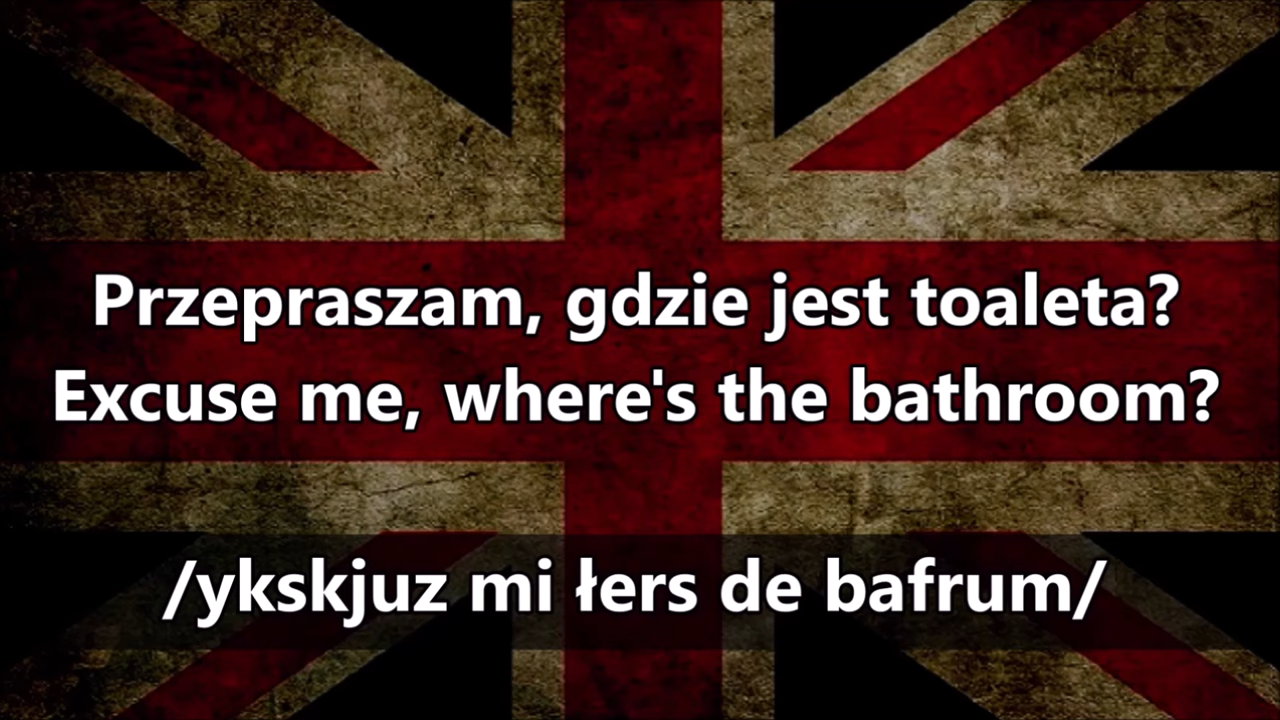 Przepraszam, gdzie jest toaleta?
Excuse me, where's the bathroom?
/ykskjuz mi łers de bafrum/